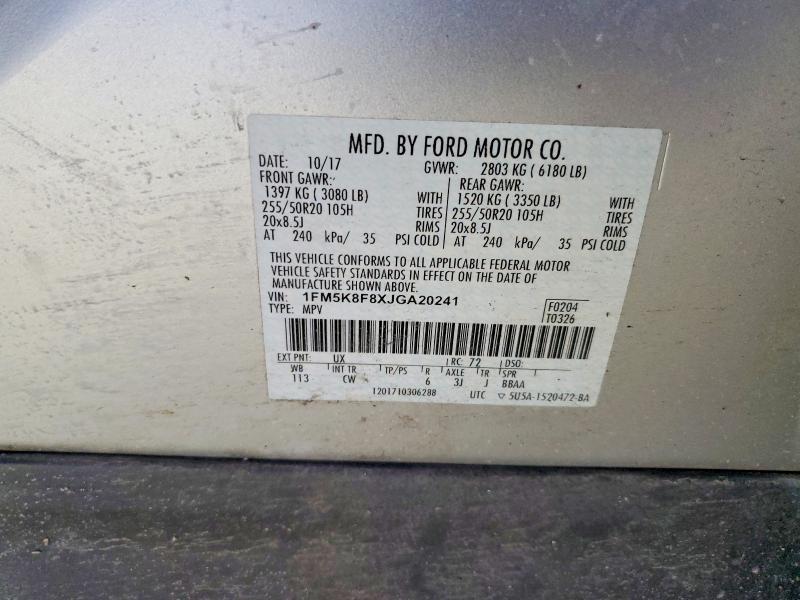 MFD. BY FORD MOTOR CO.
DATE: 10/17 GVWR: 2803 KG ( 6180 LB)
FRONT GAWR: REAR GAWR:
1397 KG ( 3080 LB) WITH 1520 KG ( 3350 LB) WITH
255/50R20 105H TIRES 255/50R20 105H TIRES
20x8.5J RIMS 20x8.5J RIMS
AT 240 kPa/ 35 PSI COLD AT 240 kPa/ 35 PSI COLD
THIS VEHICLE CONFORMS TO ALL APPLICABLE FEDERAL MOTOR
VEHICLE SAFETY STANDARDS IN EFFECT ON THE DATE OF
MANUFACTURE SHOWN ABOVE.
VIN: 1FM5K8F8XJGA20241 F0204
TYPE: MPV T0326
EXT PNT: UX RC: 72 DSO:
WB INT TR TP/PS R AXLE TR SPR
113 CW 6 3J J BBAA
1201710306288 UTC ▽ 5U5A-1520472-BA